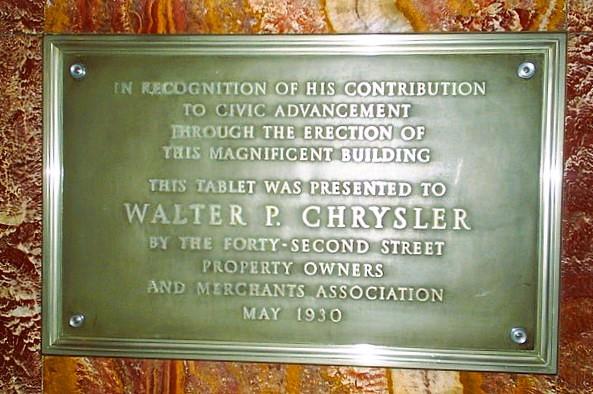 IN RECOGNITION OF HIS CONTRIBUTION
TO CIVIC ADVANCEMENT
THROUGH THE ERECTION OF
THIS MAGNIFICENT BUILDING
THIS TABLET WAS PRESENTED TO
WALTER P. CHRYSLER
BY THE FORTY-SECOND STREET
PROPERTY OWNERS
AND MERCHANTS ASSOCIATION
MAY 1930